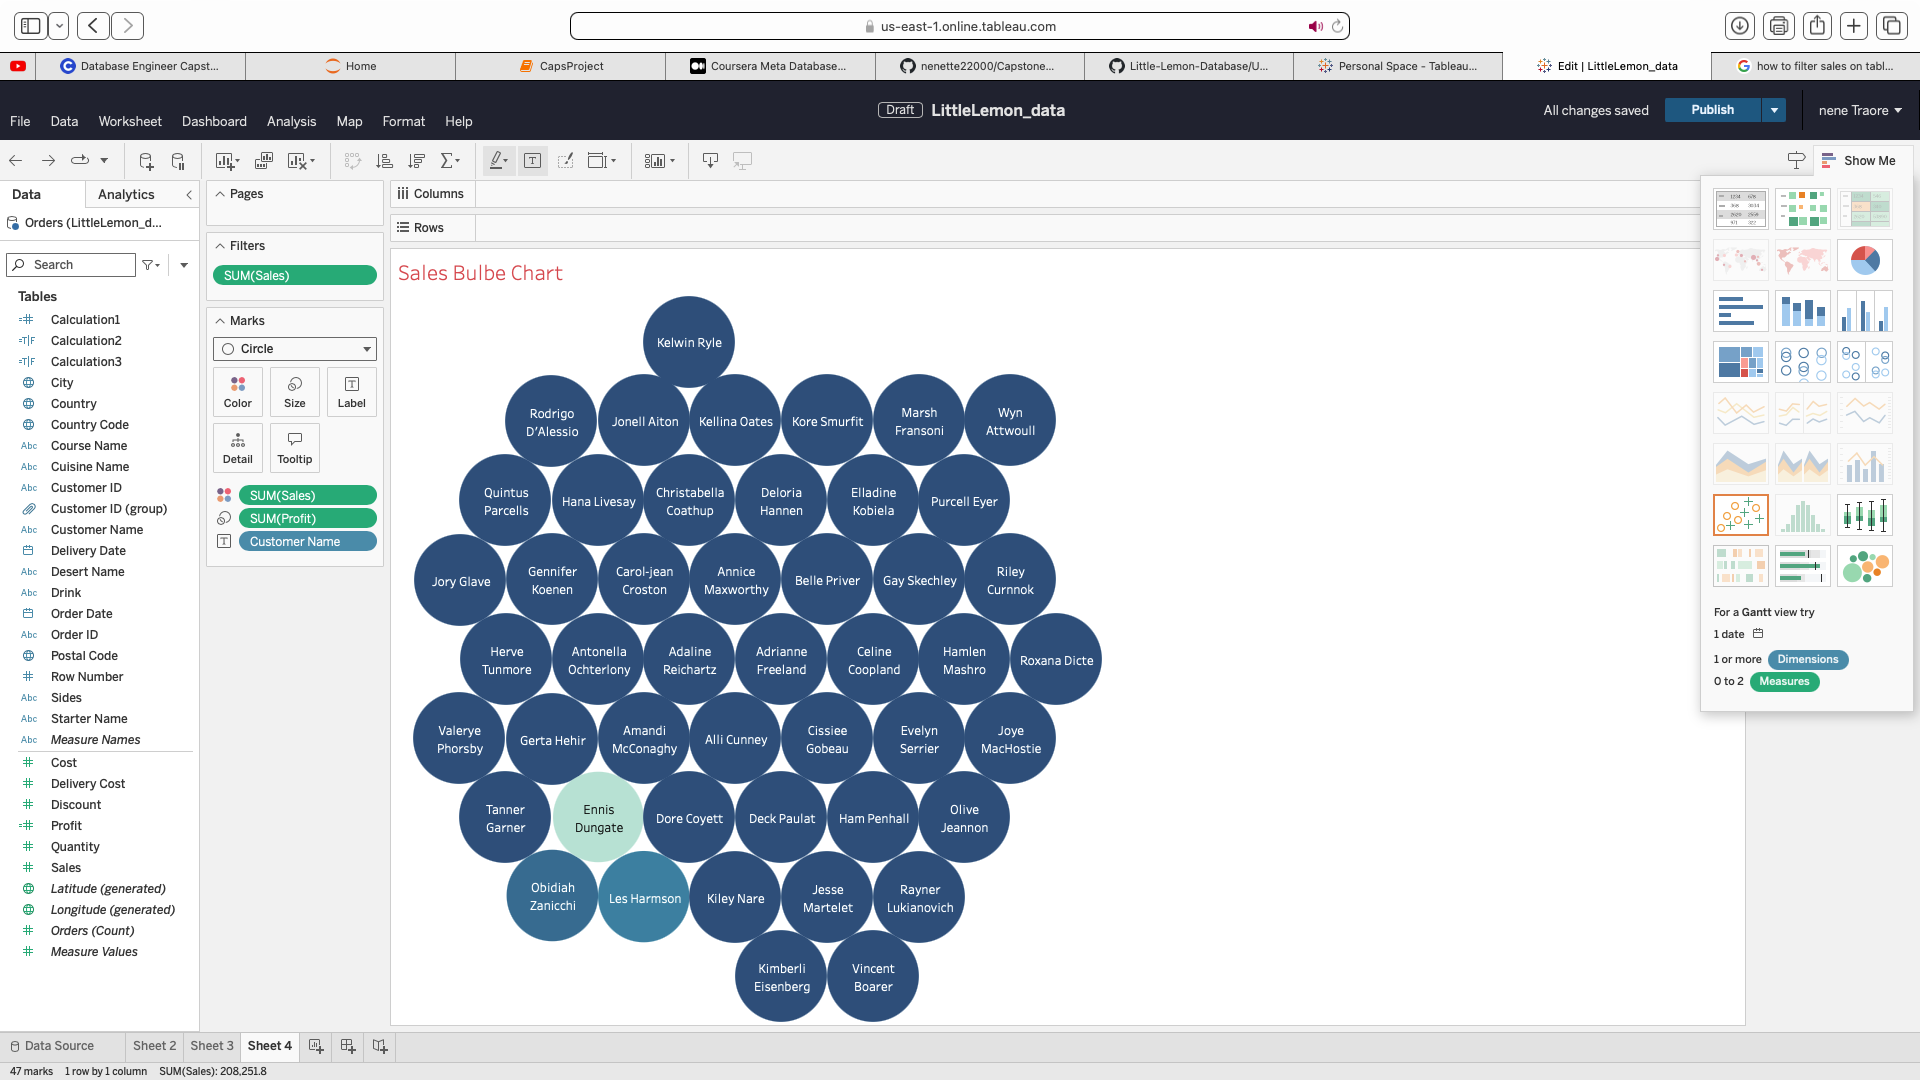 us-east-1.online.tableau.com
Database Engineer Capst...
Home
CapsProject
Coursera Meta Database...
nenette22000/Capstone...
Little-Lemon-Database/U...
Personal Space - Tableau...
Edit | LittleLemon_data
how to filter sales on tabl...
Draft LittleLemon_data
All changes saved
Publish
nene Traore
File Data Worksheet Dashboard Analysis Map Format Help
Show Me
Data
Analytics
Orders (LittleLemon_d...
Search
Tables
Calculation1
Calculation2
Calculation3
City
Country
Country Code
Abc Course Name
Abc Cuisine Name
Abc Customer ID
Customer ID (group)
Abc Customer Name
Delivery Date
Abc Desert Name
Abc Drink
Order Date
Abc Order ID
Postal Code
Row Number
Abc Sides
Abc Starter Name
Abc Measure Names
Cost
Delivery Cost
Discount
Profit
Quantity
Sales
Latitude (generated)
Longitude (generated)
Orders (Count)
Measure Values
Pages
Filters
SUM(Sales)
Marks
Circle
Color
Size
Label
Detail
Tooltip
SUM(Sales)
SUM(Profit)
Customer Name
Columns
Rows
Sales Bulbe Chart
Kelwin Ryle
Rodrigo
D'Alessio
Jonell Aiton
Kellina Oates
Kore Smurfit
Marsh
Fransoni
Wyn
Attwoull
Quintus
Parcells
Hana Livesay
Christabella
Coathup
Deloria
Hannen
Elladine
Kobiela
Purcell Eyer
Jory Glave
Gennifer
Koenen
Carol-jean
Croston
Annice
Maxworthy
Belle Priver
Gay Skechley
Riley
Curnnok
Herve
Tunmore
Antonella
Ochterlony
Adaline
Reichartz
Adrianne
Freeland
Celine
Coopland
Hamlen
Mashro
Roxana Dicte
Valerye
Phorsby
Gerta Hehir
Amandi
McConaghy
Alli Cunney
Cissiee
Gobeau
Evelyn
Serrier
Joye
MacHostie
Tanner
Garner
Ennis
Dungate
Dore Coyett
Deck Paulat
Ham Penhall
Olive
Jeannon
Obidiah
Zanicchi
Les Harmson
Kiley Nare
Jesse
Martelet
Rayner
Lukianovich
Kimberli
Eisenberg
Vincent
Boarer
For a Gantt view try
1 date
1 or more Dimensions
0 to 2 Measures
Data Source
Sheet 2
Sheet 3
Sheet 4
47 marks 1 row by 1 column SUM(Sales): 208,251.8